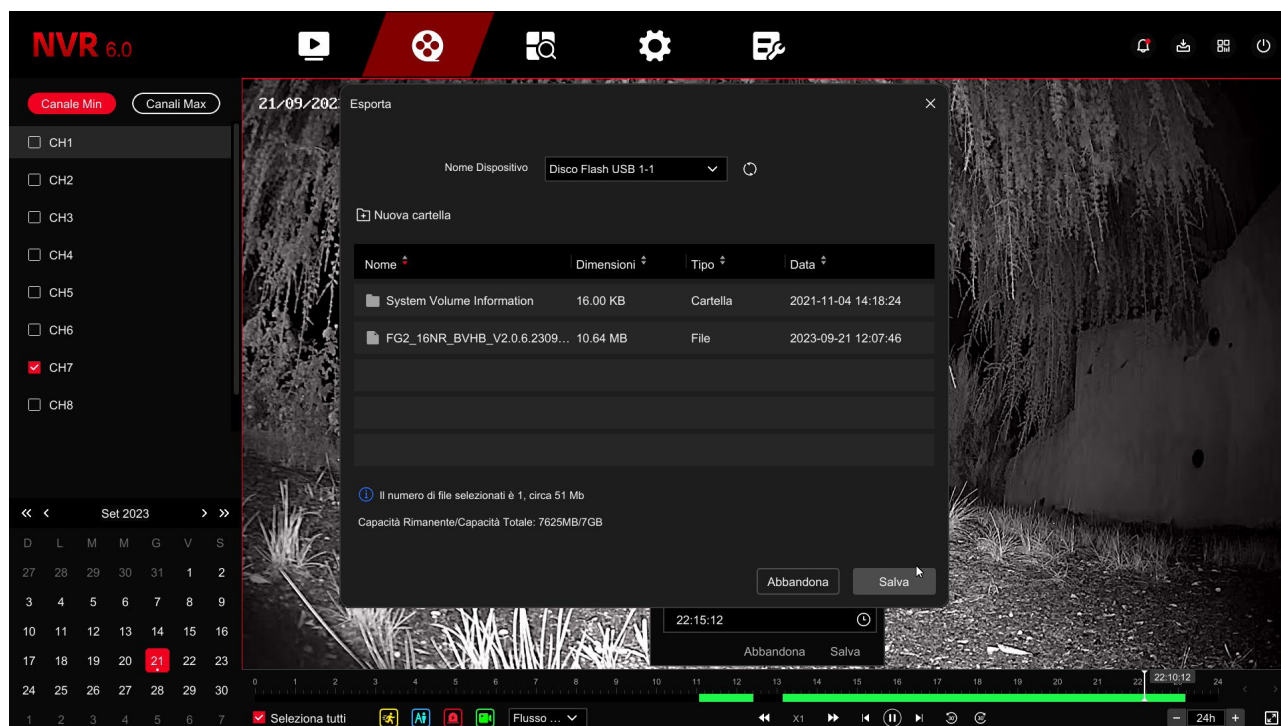 NVR 6.0
Canale Min
Canali Max
CH1
CH2
CH3
CH4
CH5
CH6
CH7
CH8
Set 2023
D L M M G V S
27 28 29 30 31 1 2
3 4 5 6 7 8 9
10 11 12 13 14 15 16
17 18 19 20 21 22 23
24 25 26 27 28 29 30
1 2 3 4 5 6 7
21/09/202
Esporta
Nome Dispositivo Disco Flash USB 1-1
Nuova cartella
Nome Dimensioni Tipo Data
System Volume Information 16.00 KB Cartella 2021-11-04 14:18:24
FG2_16NR_BVHB_V2.0.6.2309... 10.64 MB File 2023-09-21 12:07:46
Il numero di file selezionati è 1, circa 51 Mb
Capacità Rimanente/Capacità Totale: 7625MB/7GB
Abbandona Salva
22:15:12
Abbandona Salva
22:10:12
0 1 2 3 4 5 6 7 8 9 10 11 12 13 14 15 16 17 18 19 20 21 22 24
Seleziona tutti
Flusso ...
X1
30 30
24h